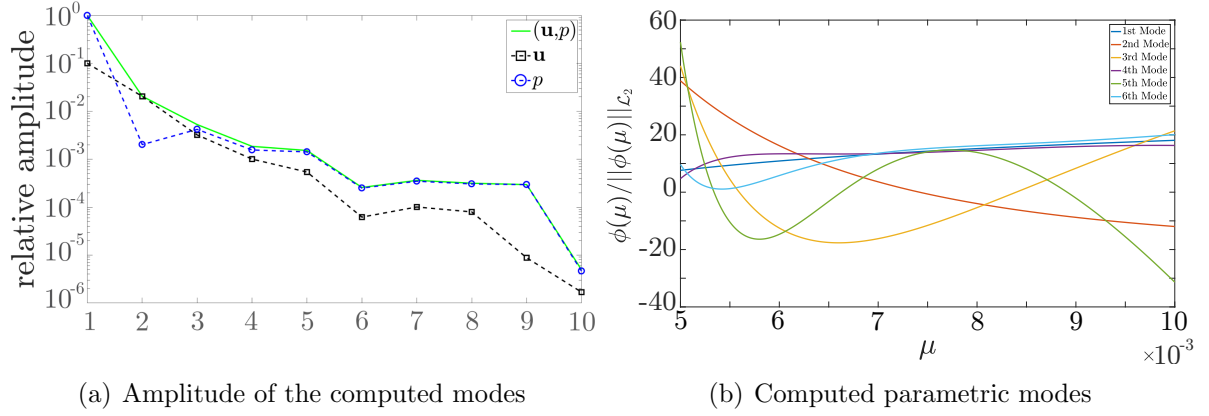 relative amplitude
10^0
10^-1
10^-2
10^-3
10^-4
10^-5
10^-6
1 2 3 4 5 6 7 8 9 10
(u,p)
u
p
(a) Amplitude of the computed modes
ϕ(μ)/||ϕ(μ)||_{ℒ_2}
60
40
20
0
-20
-40
5 6 7 8 9 10
μ
×10^-3
1st Mode
2nd Mode
3rd Mode
4th Mode
5th Mode
6th Mode
(b) Computed parametric modes